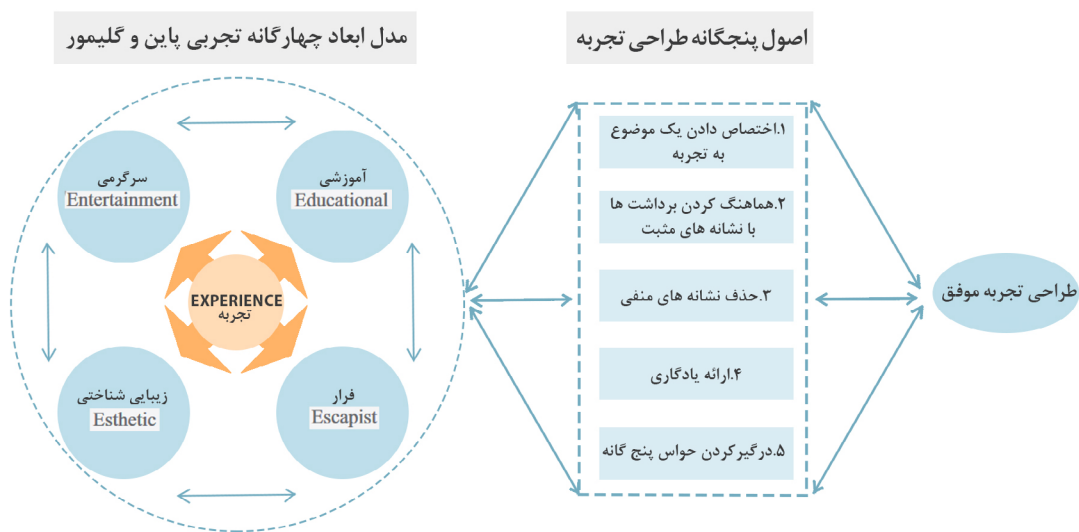 اصول پنجگانه طراحی تجربه
مدل ابعاد چهارگانه تجربی پاین و گلیمور
سرگرمی
Entertainment
آموزشی
Educational
EXPERIENCE
تجربه
زیبایی شناختی
Esthetic
فرار
Escapist
۱.اختصاص دادن یک موضوع
به تجربه
۲.هماهنگ کردن برداشت ها
با نشانه های مثبت
۳.حذف نشانه های منفی
۴.ارائه یادگاری
۵.درگیرکردن حواس پنج گانه
طراحی تجربه موفق